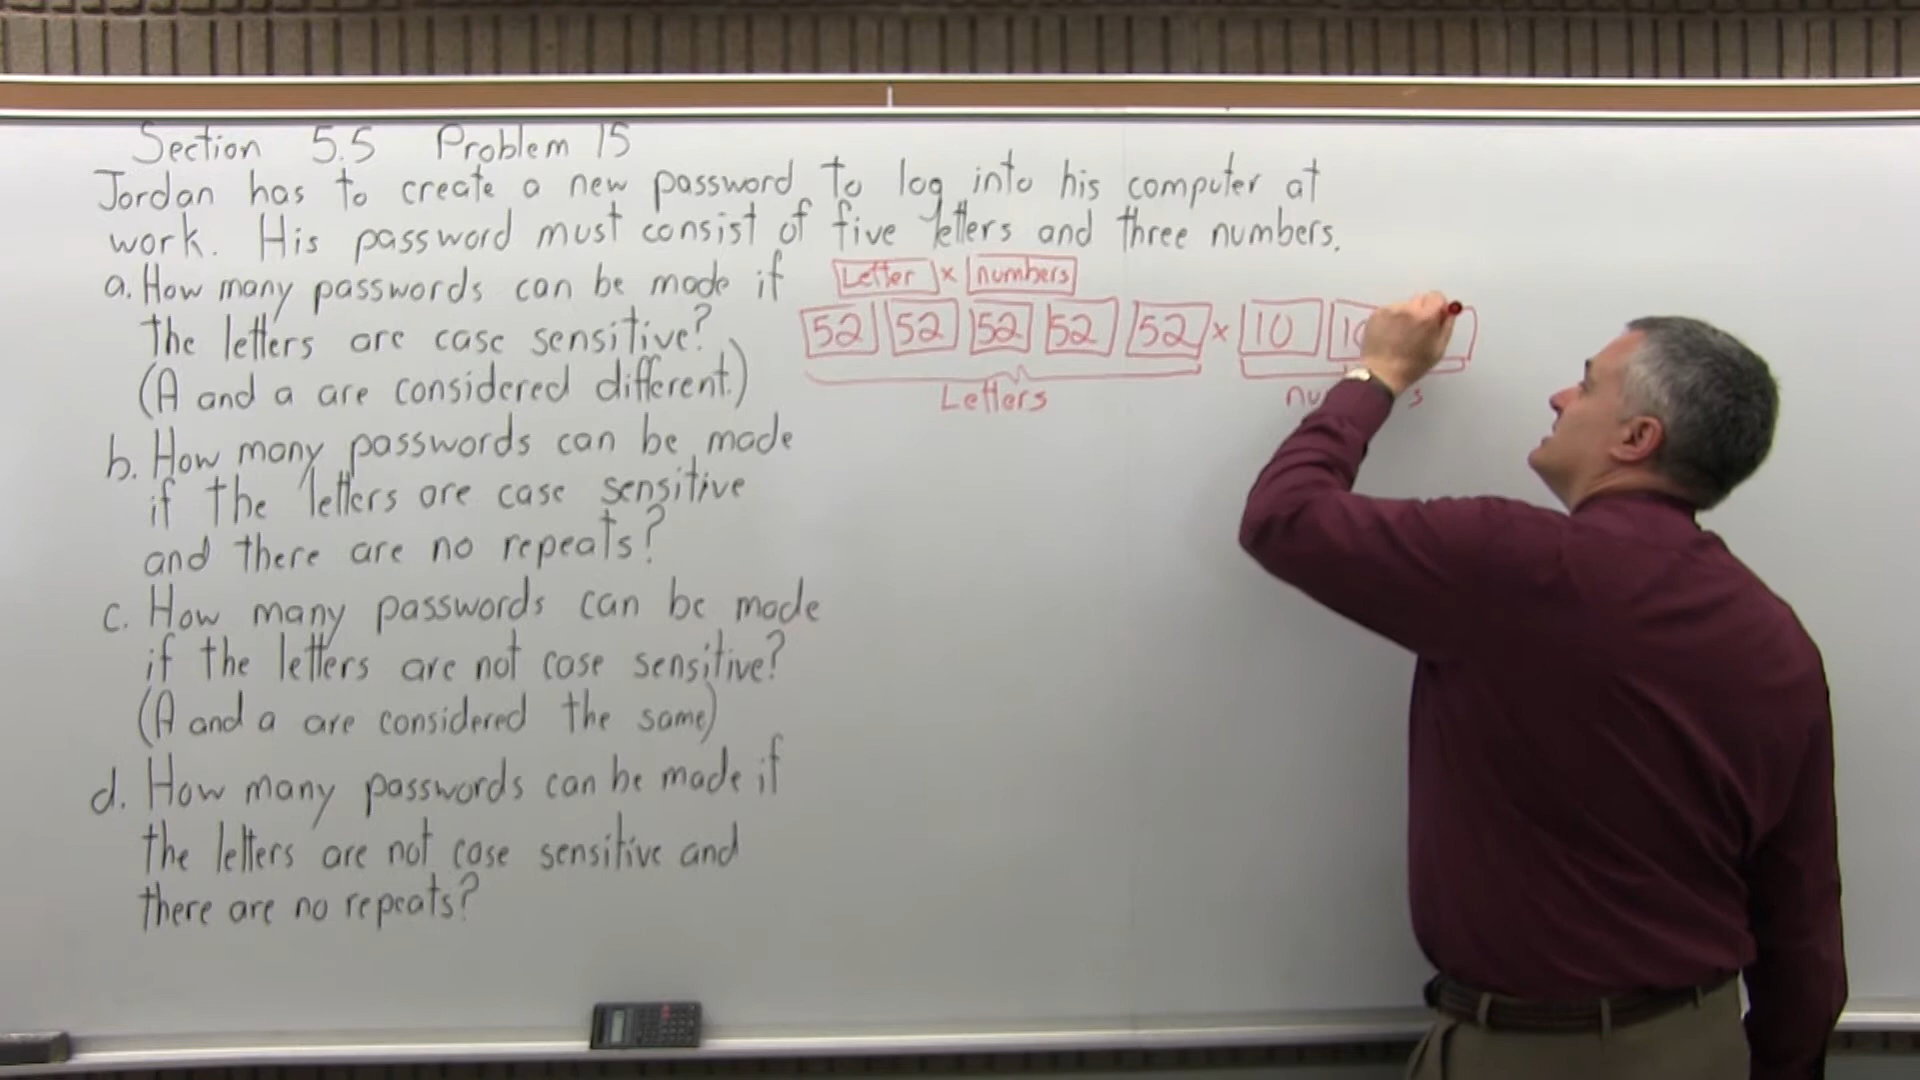 Section 5.5 Problem 15
Jordan has to create a new password to log into his computer at
work. His password must consist of five letters and three numbers.
a. How many passwords can be made if
the letters are case sensitive?
(A and a are considered different.)
b. How many passwords can be made
if the letters are case sensitive
and there are no repeats?
c. How many passwords can be made
if the letters are not case sensitive?
(A and a are considered the same)
d. How many passwords can be made if
the letters are not case sensitive and
there are no repeats?
Letter x numbers
52 52 52 52 52 x 10
Letters